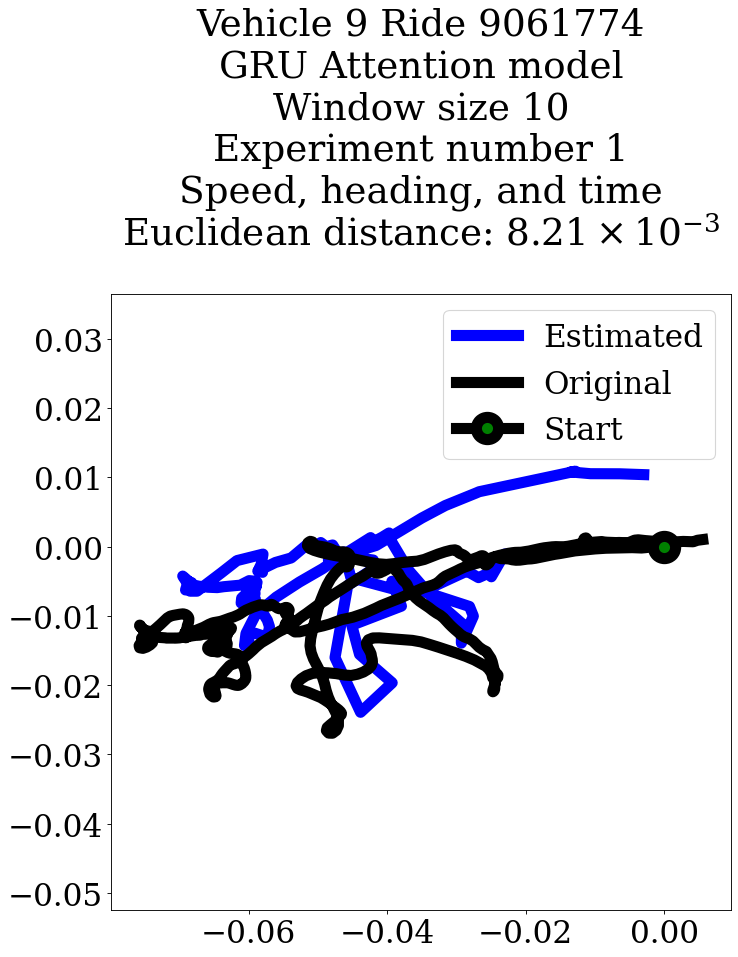 Vehicle 9 Ride 9061774
GRU Attention model
Window size 10
Experiment number 1
Speed, heading, and time
Euclidean distance: 8.21 × 10⁻³
Estimated
Original
Start
0.03
0.02
0.01
0.00
−0.01
−0.02
−0.03
−0.04
−0.05
−0.06 −0.04 −0.02 0.00